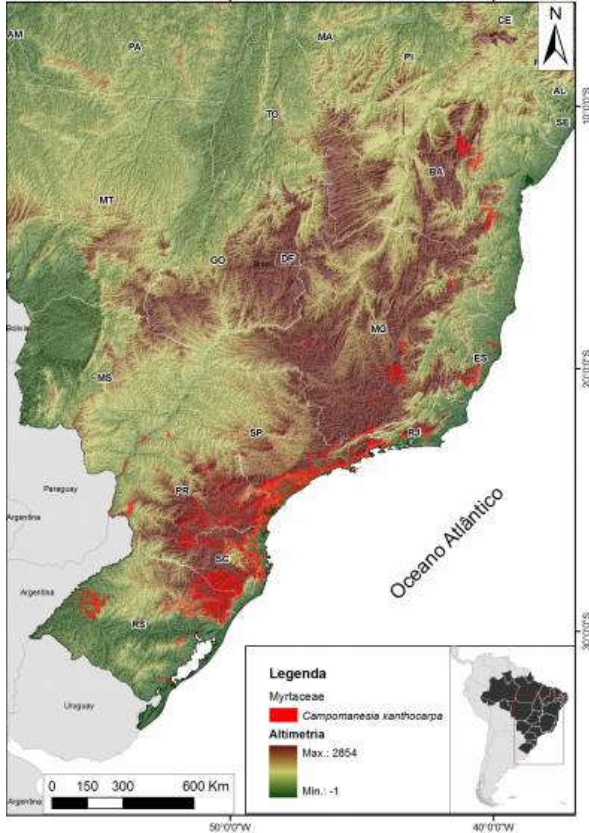 N
AM
PA
MA
CE
PI
AL
SE
TO
BA
MT
GO
DF
Bolivia
MG
ES
MS
SP
RJ
Paraguay
PR
Argentina
SC
Oceano Atlântico
Argentina
RS
Uruguay
Argentina
10°0'0"S
20°0'0"S
30°0'0"S
Legenda
Myrtaceae
Campomanesia xanthocarpa
Altimetria
Max.: 2854
Min.: -1
0 150 300 600 Km
50°0'0"W 40°0'0"W